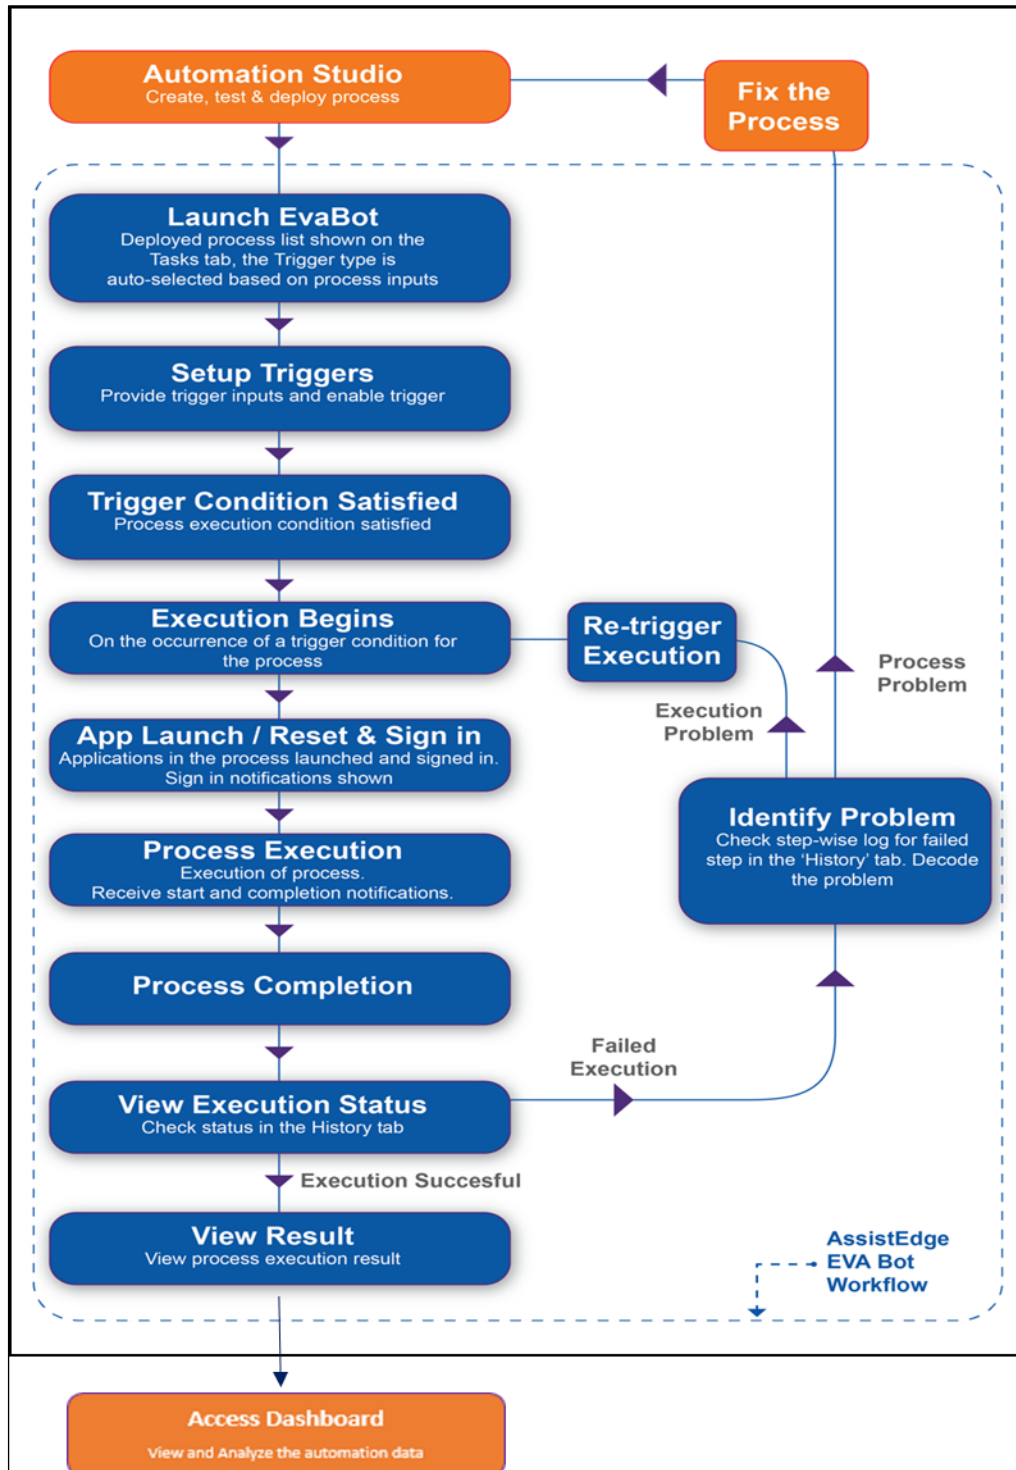 Automation Studio
Create, test & deploy process
Fix the
Process
Launch EvaBot
Deployed process list shown on the
Tasks tab, the Trigger type is
auto-selected based on process inputs
Setup Triggers
Provide trigger inputs and enable trigger
Trigger Condition Satisfied
Process execution condition satisfied
Execution Begins
On the occurrence of a trigger condition for
the process
Re-trigger
Execution
Process
Problem
Execution
Problem
App Launch / Reset & Sign in
Applications in the process launched and signed in.
Sign in notifications shown
Identify Problem
Check step-wise log for failed
step in the ‘History’ tab. Decode
the problem
Process Execution
Execution of process.
Receive start and completion notifications.
Process Completion
Failed
Execution
View Execution Status
Check status in the History tab
Execution Succesful
View Result
View process execution result
AssistEdge
EVA Bot
Workflow
Access Dashboard
View and Analyze the automation data